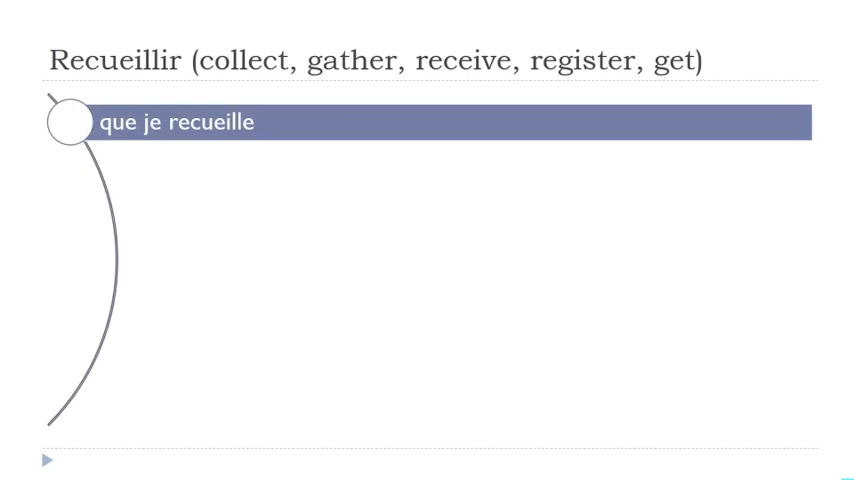 Recueillir (collect, gather, receive, register, get)
que je recueille